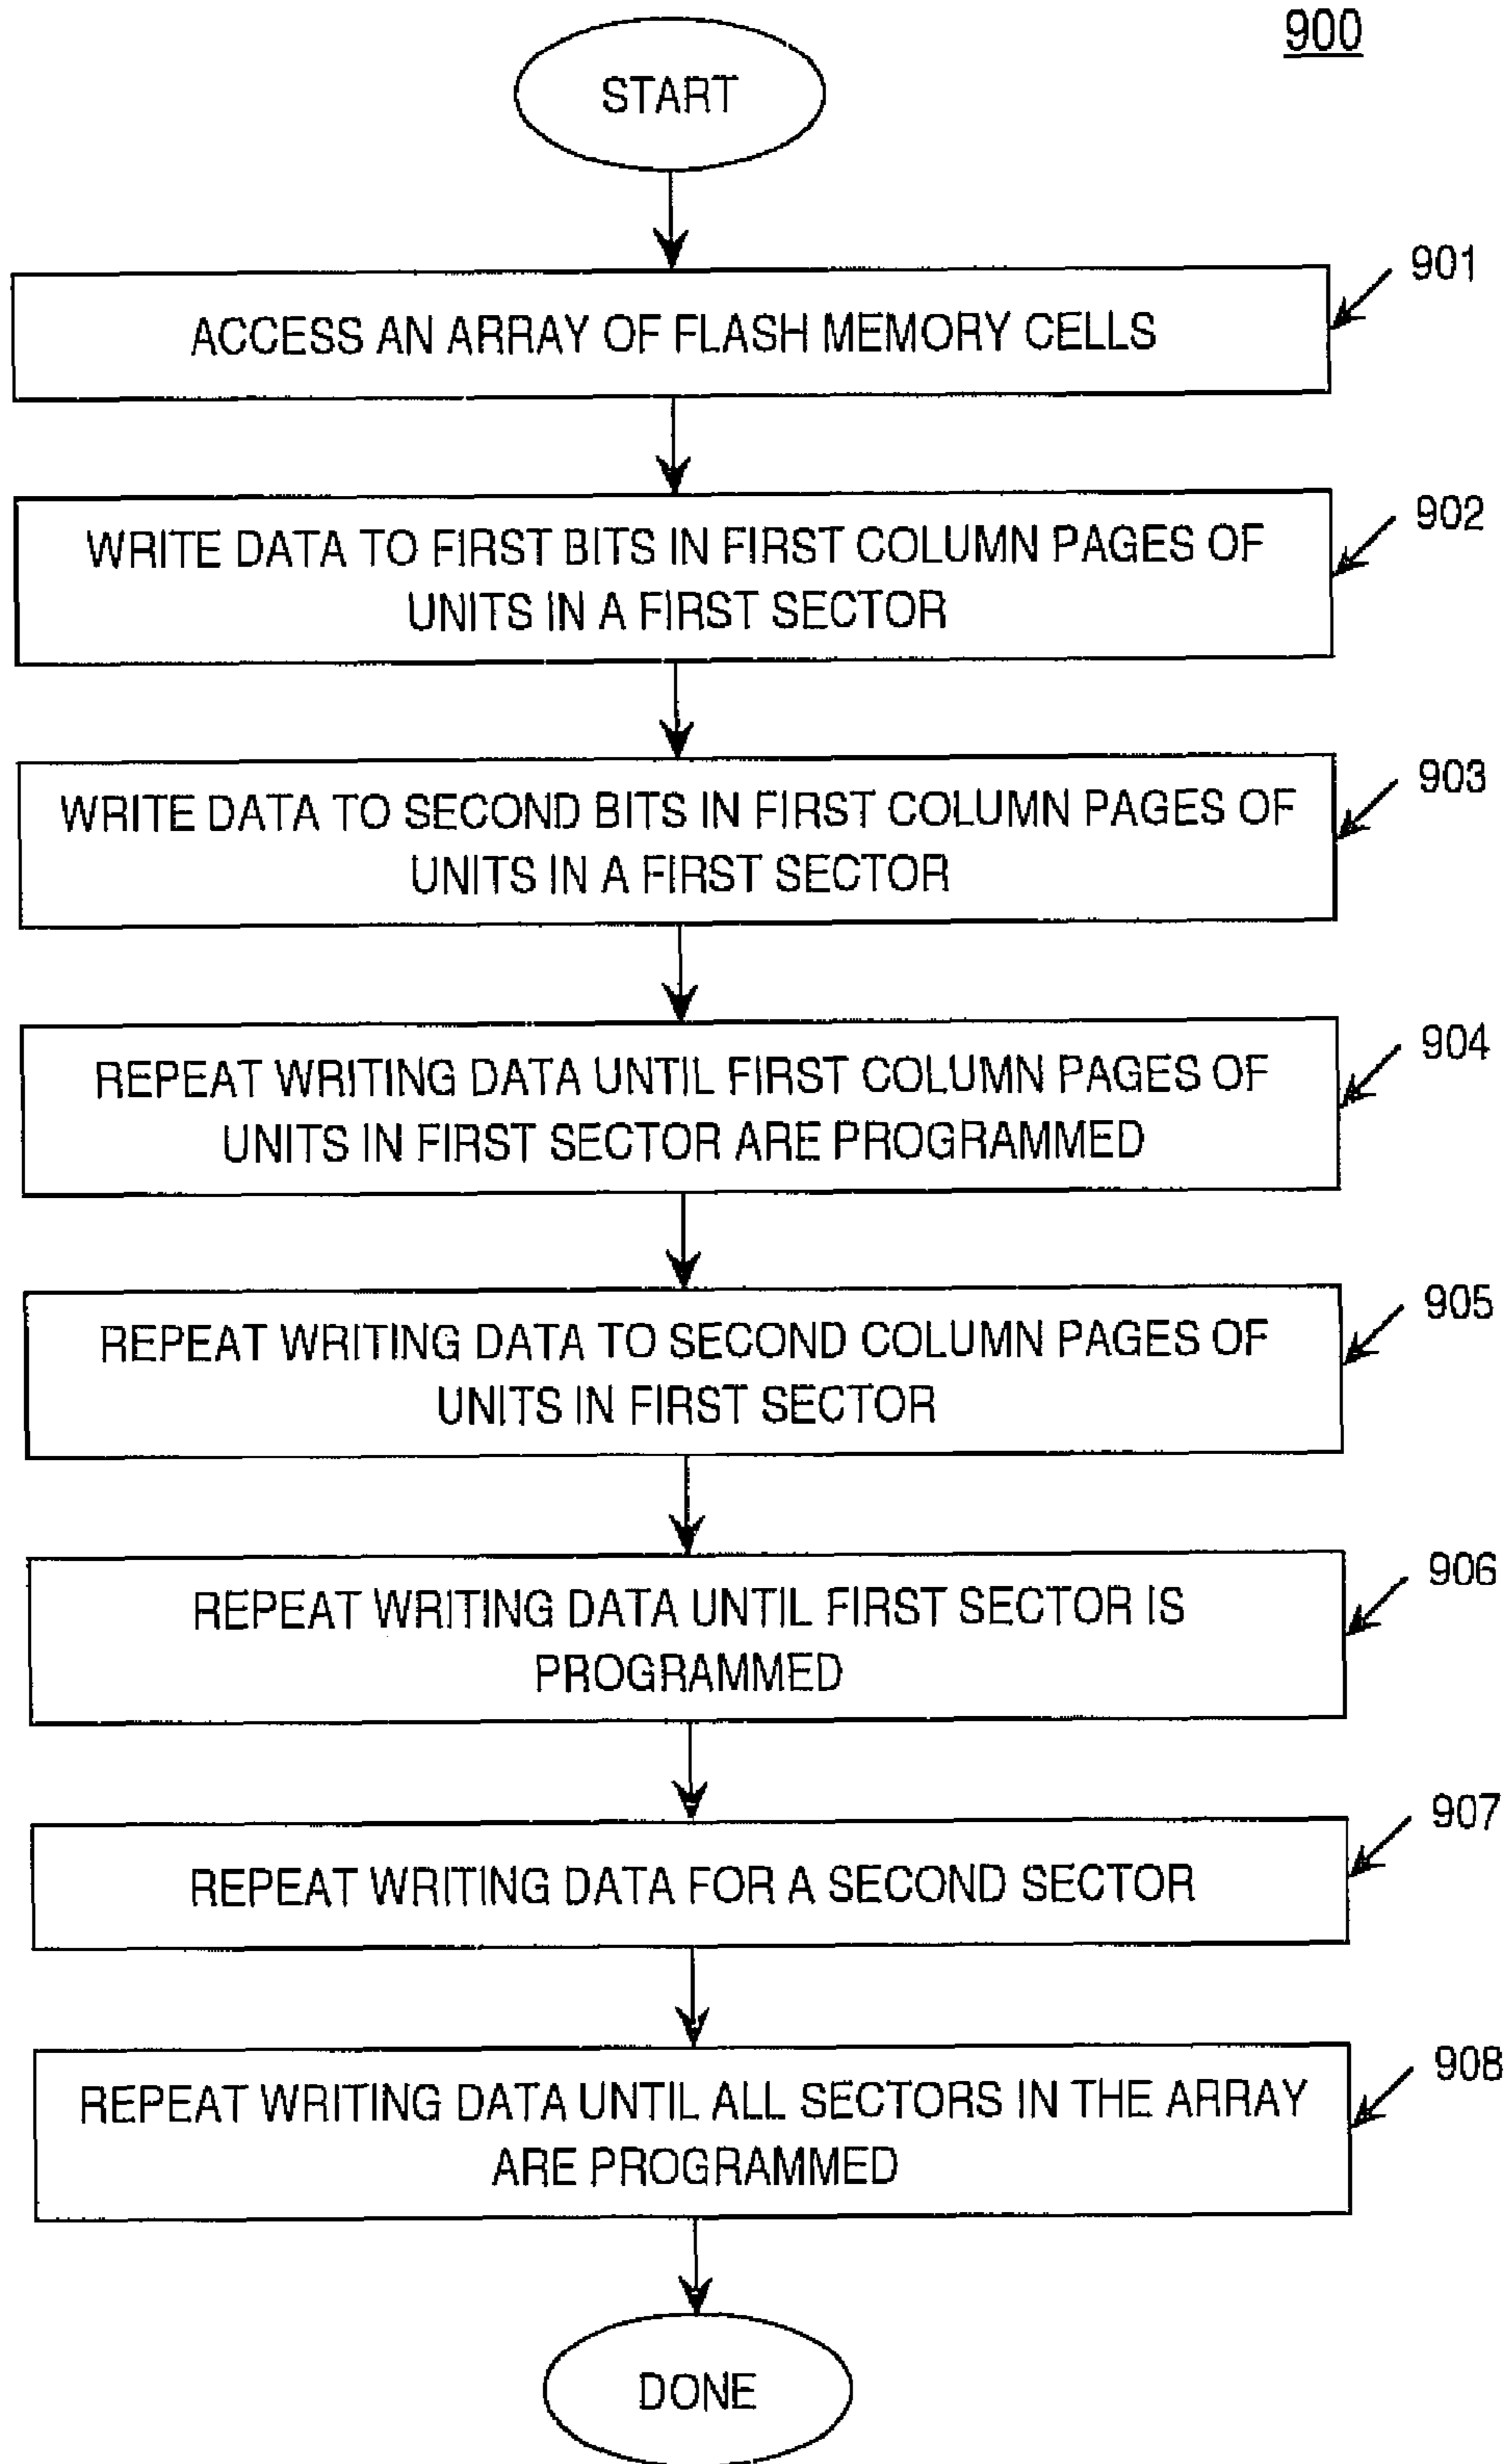 900
START
901
ACCESS AN ARRAY OF FLASH MEMORY CELLS
902
WRITE DATA TO FIRST BITS IN FIRST COLUMN PAGES OF
UNITS IN A FIRST SECTOR
903
WRITE DATA TO SECOND BITS IN FIRST COLUMN PAGES OF
UNITS IN A FIRST SECTOR
904
REPEAT WRITING DATA UNTIL FIRST COLUMN PAGES OF
UNITS IN FIRST SECTOR ARE PROGRAMMED
905
REPEAT WRITING DATA TO SECOND COLUMN PAGES OF
UNITS IN FIRST SECTOR
906
REPEAT WRITING DATA UNTIL FIRST SECTOR IS
PROGRAMMED
907
REPEAT WRITING DATA FOR A SECOND SECTOR
908
REPEAT WRITING DATA UNTIL ALL SECTORS IN THE ARRAY
ARE PROGRAMMED
DONE